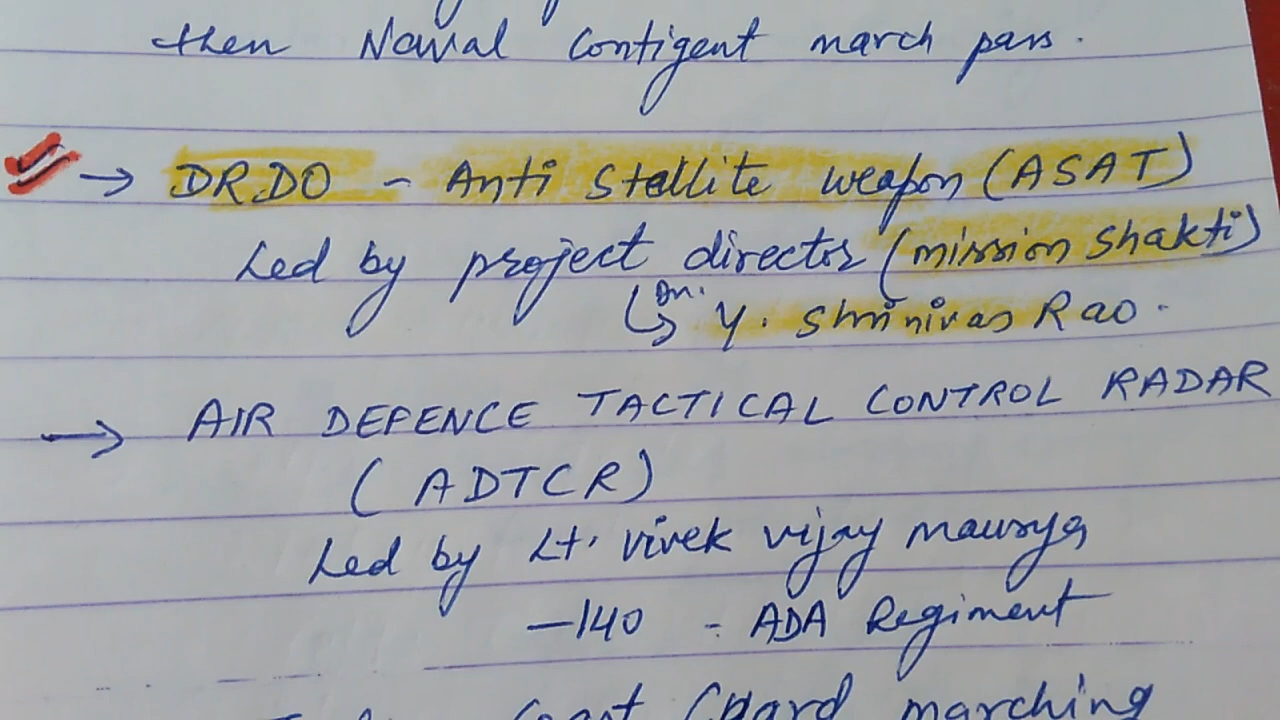 then Naval Contigent march pass.
→ DRDO - Anti Stellite weapon (ASAT)
Led by project director (mission Shakti)
↳ Dr. Y. Shrinivas Rao.
→ AIR DEFENCE TACTICAL CONTROL RADAR
(ADTCR)
Led by Lt. vivek vijay maurya
-140 - ADA Regiment
Coast Guard marching